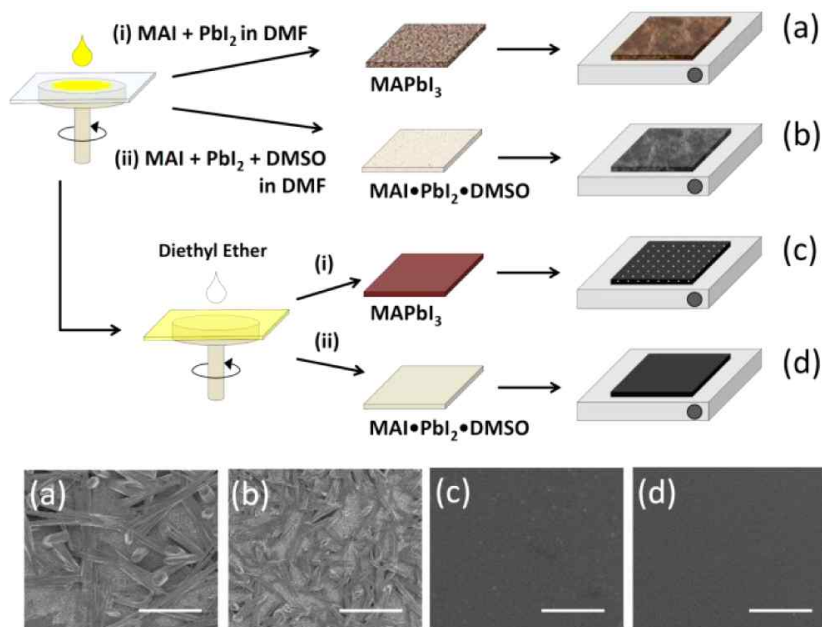 (i) MAI + PbI₂ in DMF
(a)
MAPbI₃
(ii) MAI + PbI₂ + DMSO
in DMF
(b)
MAI•PbI₂•DMSO
Diethyl Ether
(i)
(c)
MAPbI₃
(ii)
(d)
MAI•PbI₂•DMSO
(a) (b) (c) (d)